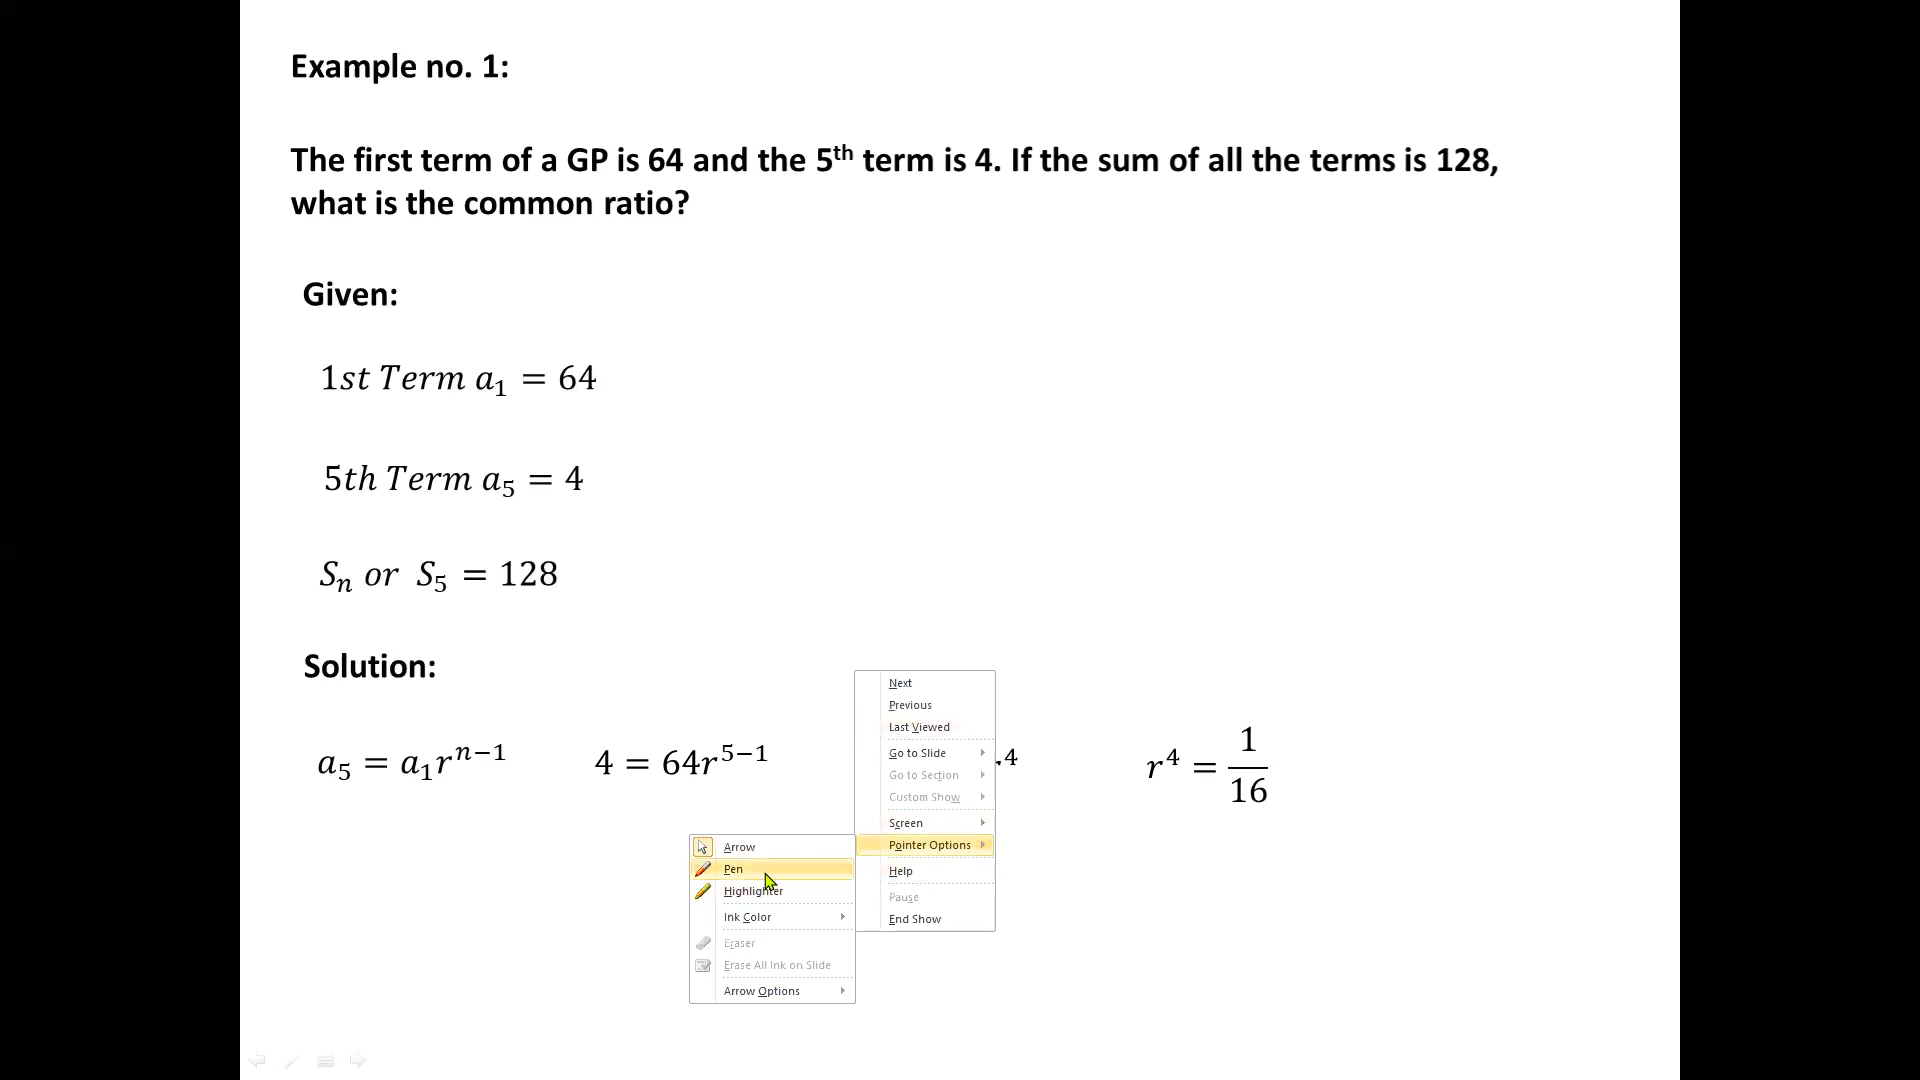 Example no. 1:
The first term of a GP is 64 and the 5th term is 4. If the sum of all the terms is 128,
what is the common ratio?
Given:
1st Term a₁ = 64
5th Term a₅ = 4
Sₙ or S₅ = 128
Solution:
a₅ = a₁rⁿ⁻¹
4 = 64r⁵⁻¹
r⁴ = 1/16
Next
Previous
Last Viewed
Go to Slide
Go to Section
Custom Show
Screen
Pointer Options
Help
Pause
End Show
Arrow
Pen
Highlighter
Ink Color
Eraser
Erase All Ink on Slide
Arrow Options